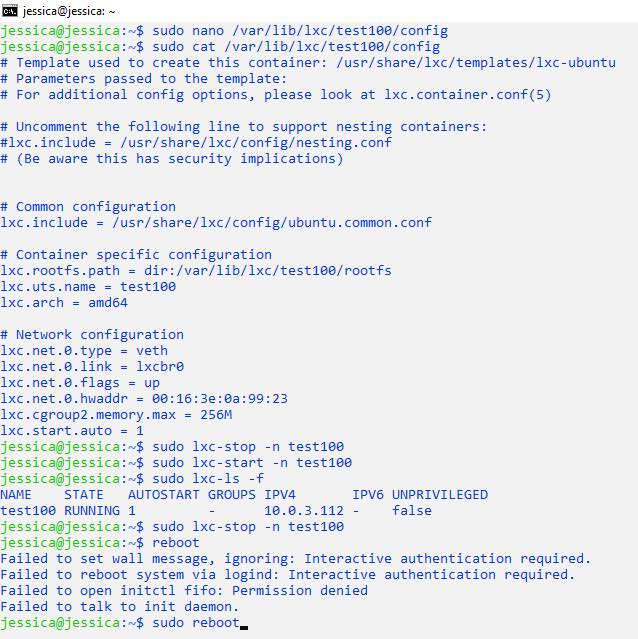 jessica@jessica: ~
jessica@jessica:~$ sudo nano /var/lib/lxc/test100/config
jessica@jessica:~$ sudo cat /var/lib/lxc/test100/config
# Template used to create this container: /usr/share/lxc/templates/lxc-ubuntu
# Parameters passed to the template:
# For additional config options, please look at lxc.container.conf(5)
# Uncomment the following line to support nesting containers:
#lxc.include = /usr/share/lxc/config/nesting.conf
# (Be aware this has security implications)
# Common configuration
lxc.include = /usr/share/lxc/config/ubuntu.common.conf
# Container specific configuration
lxc.rootfs.path = dir:/var/lib/lxc/test100/rootfs
lxc.uts.name = test100
lxc.arch = amd64
# Network configuration
lxc.net.0.type = veth
lxc.net.0.link = lxcbr0
lxc.net.0.flags = up
lxc.net.0.hwaddr = 00:16:3e:0a:99:23
lxc.cgroup2.memory.max = 256M
lxc.start.auto = 1
jessica@jessica:~$ sudo lxc-stop -n test100
jessica@jessica:~$ sudo lxc-start -n test100
jessica@jessica:~$ sudo lxc-ls -f
NAME    STATE   AUTOSTART GROUPS IPV4       IPV6 UNPRIVILEGED
test100 RUNNING 1         -      10.0.3.112 -    false
jessica@jessica:~$ sudo lxc-stop -n test100
jessica@jessica:~$ reboot
Failed to set wall message, ignoring: Interactive authentication required.
Failed to reboot system via logind: Interactive authentication required.
Failed to open initctl fifo: Permission denied
Failed to talk to init daemon.
jessica@jessica:~$ sudo reboot